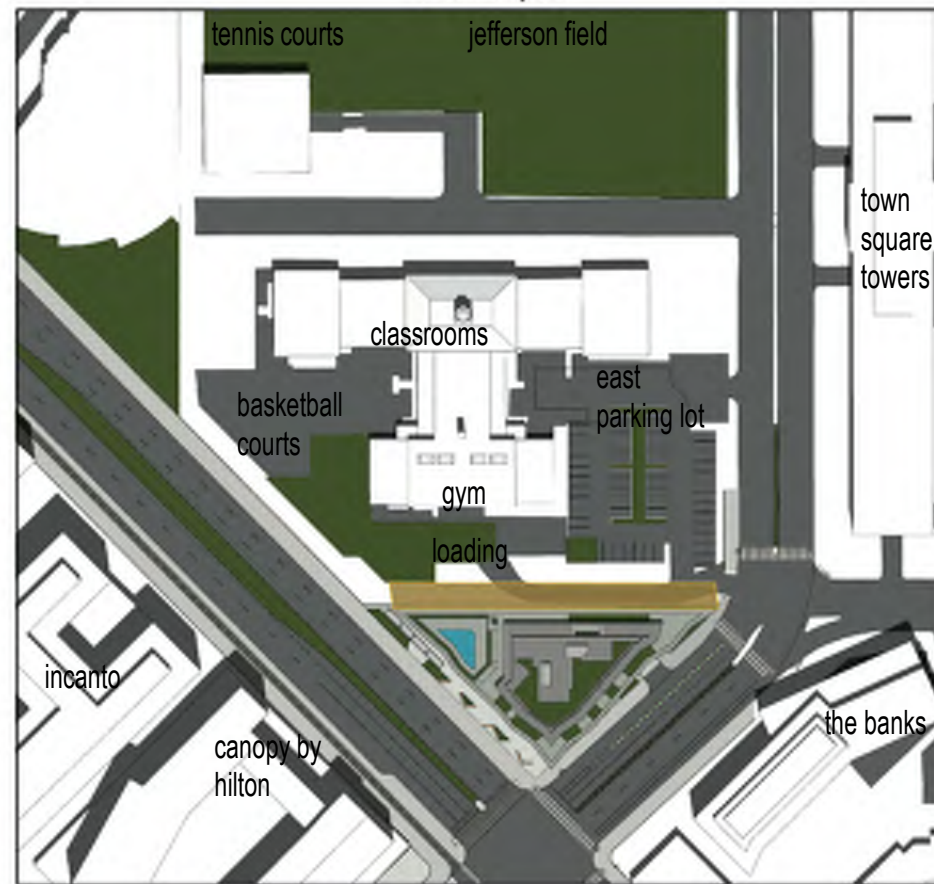 tennis courts
jefferson field
town
square
towers
classrooms
basketball
courts
east
parking lot
gym
loading
incanto
canopy by
hilton
the banks